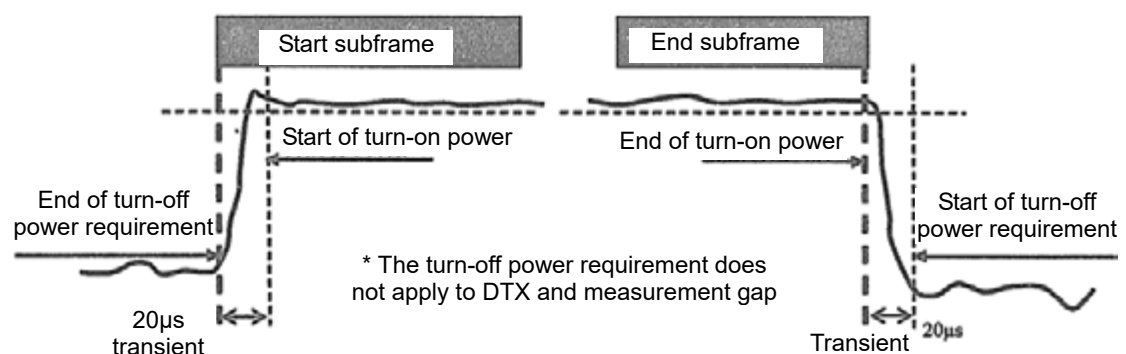 Start subframe
End subframe
Start of turn-on power
End of turn-on power
End of turn-off
power requirement
Start of turn-off
power requirement
* The turn-off power requirement does
not apply to DTX and measurement gap
20µs
transient
Transient
20µs